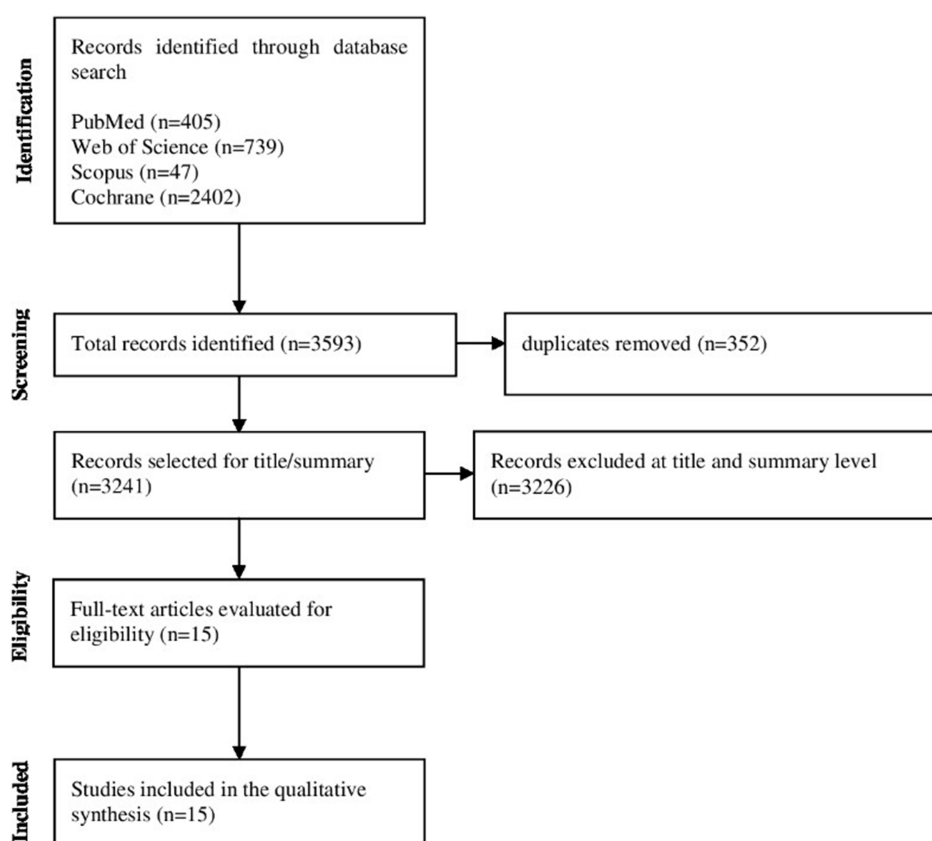 Identification
Records identified through database
search
PubMed (n=405)
Web of Science (n=739)
Scopus (n=47)
Cochrane (n=2402)
Screening
Total records identified (n=3593)
duplicates removed (n=352)
Records selected for title/summary
(n=3241)
Records excluded at title and summary level
(n=3226)
Eligibility
Full-text articles evaluated for
eligibility (n=15)
Included
Studies included in the qualitative
synthesis (n=15)